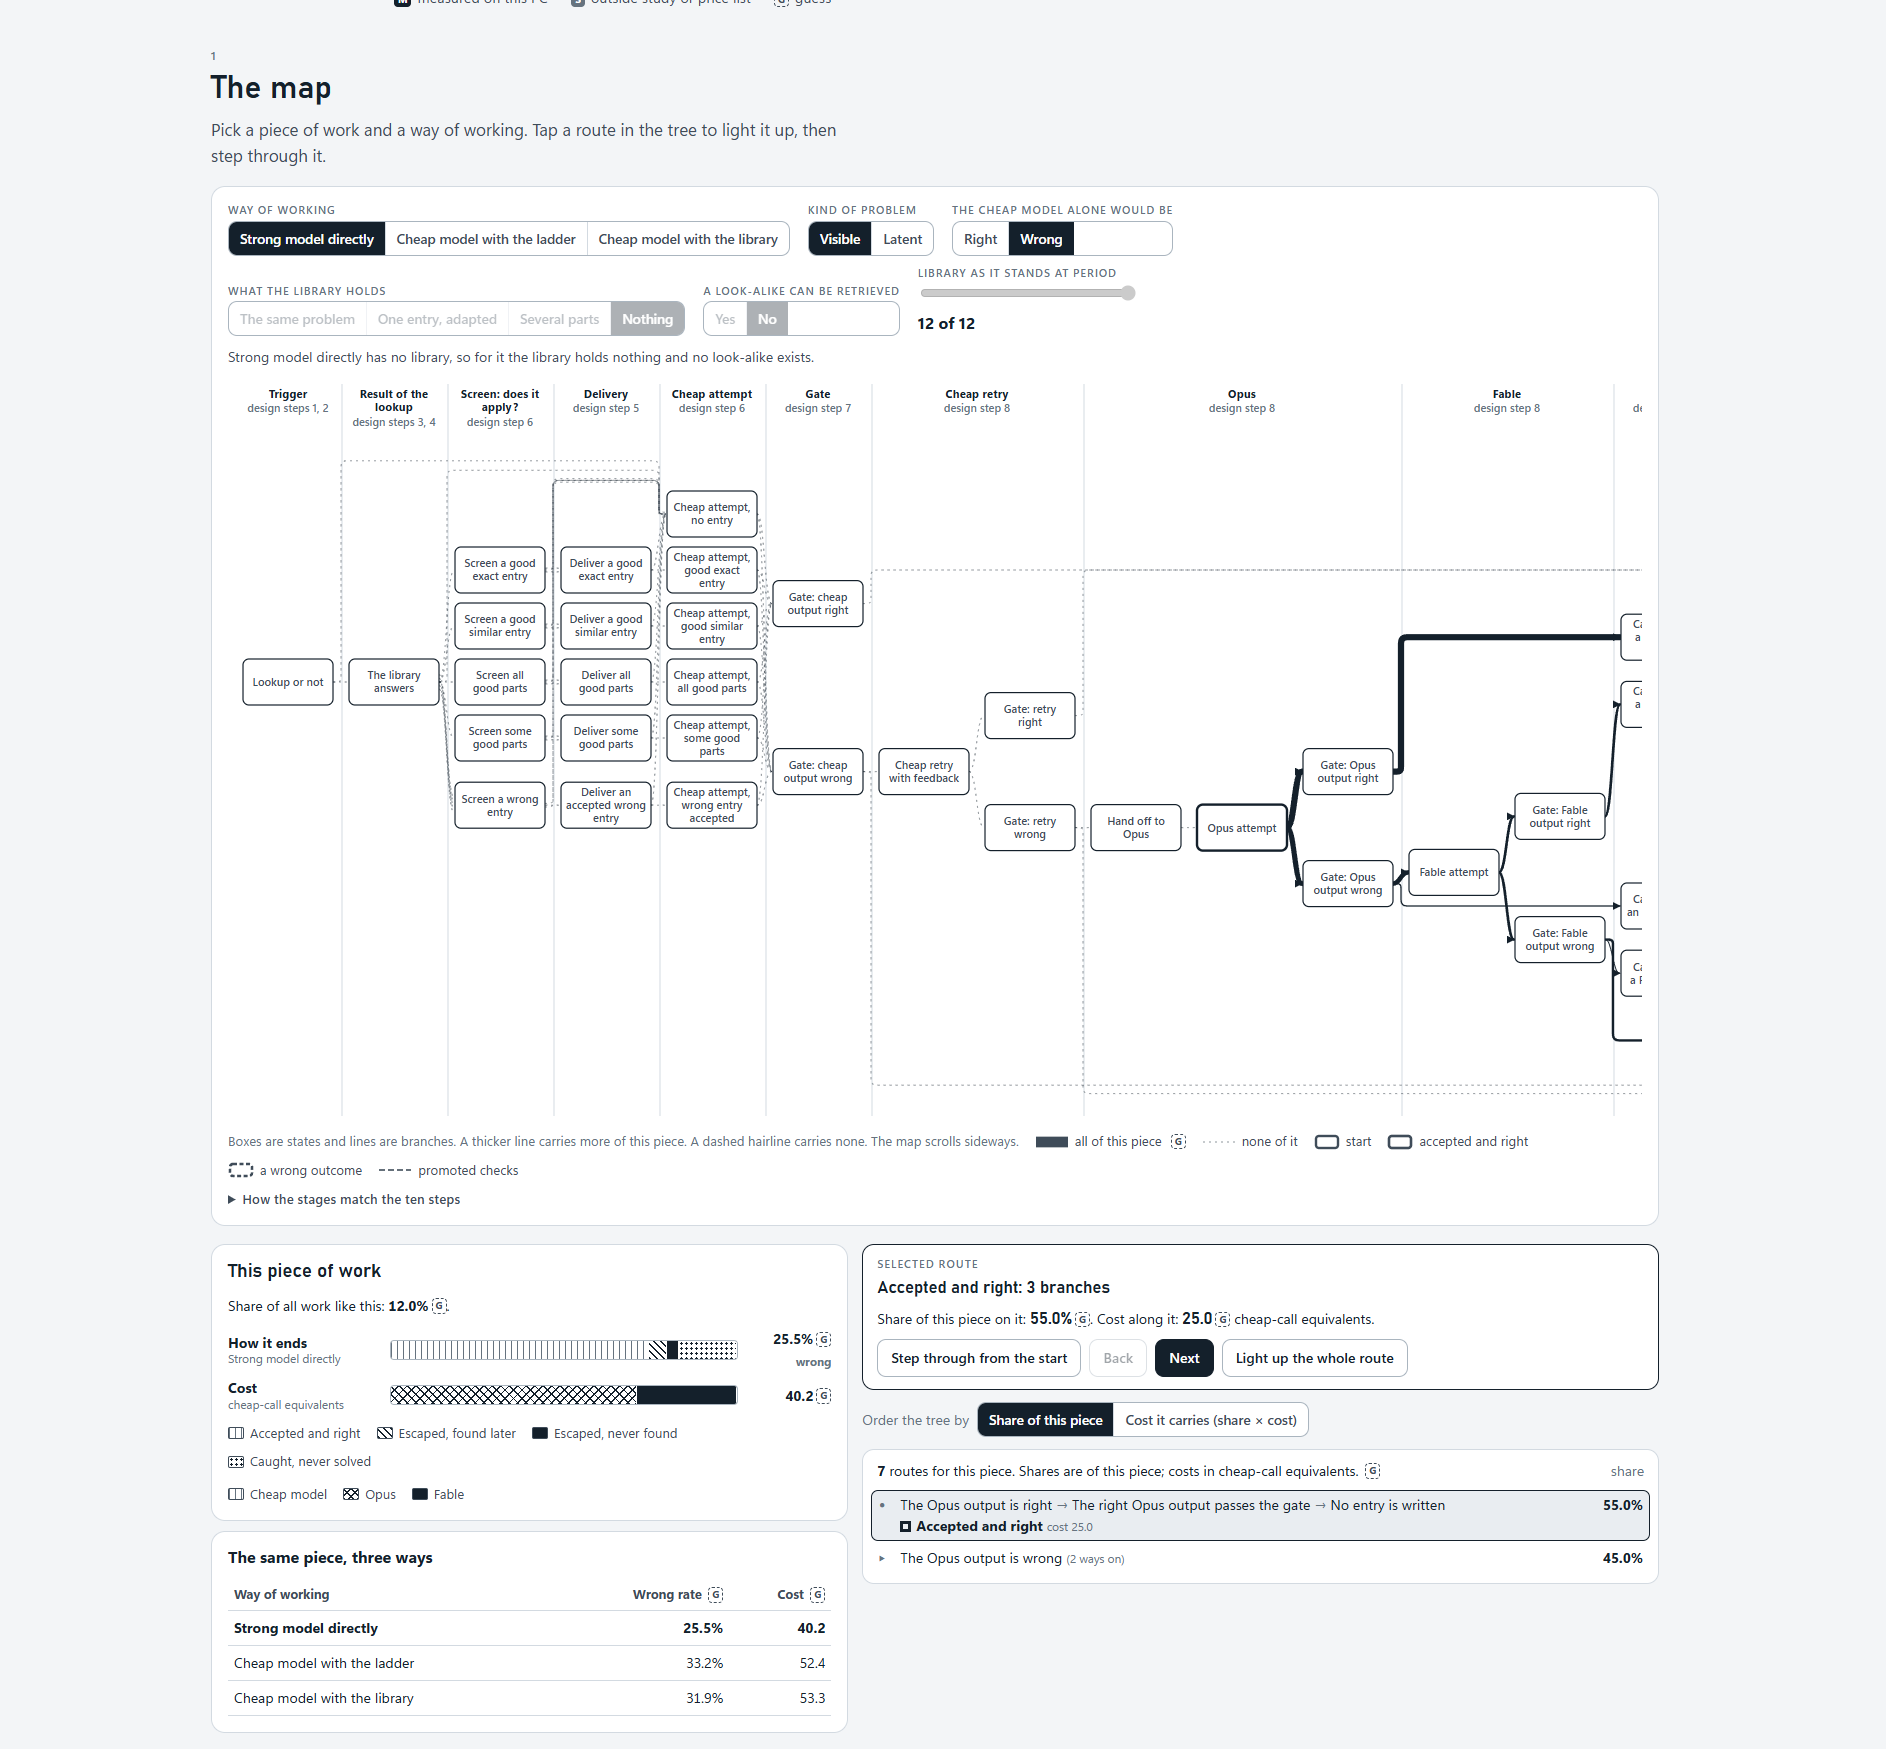 measured on this PC
outside study or price list
G guess
1
The map
Pick a piece of work and a way of working. Tap a route in the tree to light it up, then
step through it.
WAY OF WORKING
Strong model directly
Cheap model with the ladder
Cheap model with the library
KIND OF PROBLEM
Visible
Latent
THE CHEAP MODEL ALONE WOULD BE
Right
Wrong
WHAT THE LIBRARY HOLDS
The same problem
One entry, adapted
Several parts
Nothing
A LOOK-ALIKE CAN BE RETRIEVED
Yes
No
LIBRARY AS IT STANDS AT PERIOD
12 of 12
Strong model directly has no library, so for it the library holds nothing and no look-alike exists.
Trigger
design steps 1, 2
Result of the
lookup
design steps 3, 4
Screen: does it
apply?
design step 6
Delivery
design step 5
Cheap attempt
design step 6
Gate
design step 7
Cheap retry
design step 8
Opus
design step 8
Fable
design step 8
Lookup or not
The library
answers
Screen a good
exact entry
Screen a good
similar entry
Screen all
good parts
Screen some
good parts
Screen a wrong
entry
Deliver a good
exact entry
Deliver a good
similar entry
Deliver all
good parts
Deliver some
good parts
Deliver an
accepted wrong
entry
Cheap attempt,
no entry
Cheap attempt,
good exact
entry
Cheap attempt,
good similar
entry
Cheap attempt,
all good parts
Cheap attempt,
some good
parts
Cheap attempt,
wrong entry
accepted
Gate: cheap
output right
Gate: cheap
output wrong
Cheap retry
with feedback
Gate: retry
right
Gate: retry
wrong
Hand off to
Opus
Opus attempt
Gate: Opus
output right
Gate: Opus
output wrong
Fable attempt
Gate: Fable
output right
Gate: Fable
output wrong
Boxes are states and lines are branches. A thicker line carries more of this piece. A dashed hairline carries none. The map scrolls sideways.
all of this piece G
none of it
start
accepted and right
a wrong outcome
promoted checks
How the stages match the ten steps
This piece of work
Share of all work like this: 12.0% G.
How it ends
Strong model directly
25.5% G
wrong
Cost
cheap-call equivalents
40.2 G
Accepted and right
Escaped, found later
Escaped, never found
Caught, never solved
Cheap model
Opus
Fable
The same piece, three ways
Way of working Wrong rate G Cost G
Strong model directly 25.5% 40.2
Cheap model with the ladder 33.2% 52.4
Cheap model with the library 31.9% 53.3
SELECTED ROUTE
Accepted and right: 3 branches
Share of this piece on it: 55.0% G. Cost along it: 25.0 G cheap-call equivalents.
Step through from the start
Back
Next
Light up the whole route
Order the tree by
Share of this piece
Cost it carries (share × cost)
7 routes for this piece. Shares are of this piece; costs in cheap-call equivalents. G
share
The Opus output is right → The right Opus output passes the gate → No entry is written 55.0%
Accepted and right cost 25.0
The Opus output is wrong (2 ways on) 45.0%